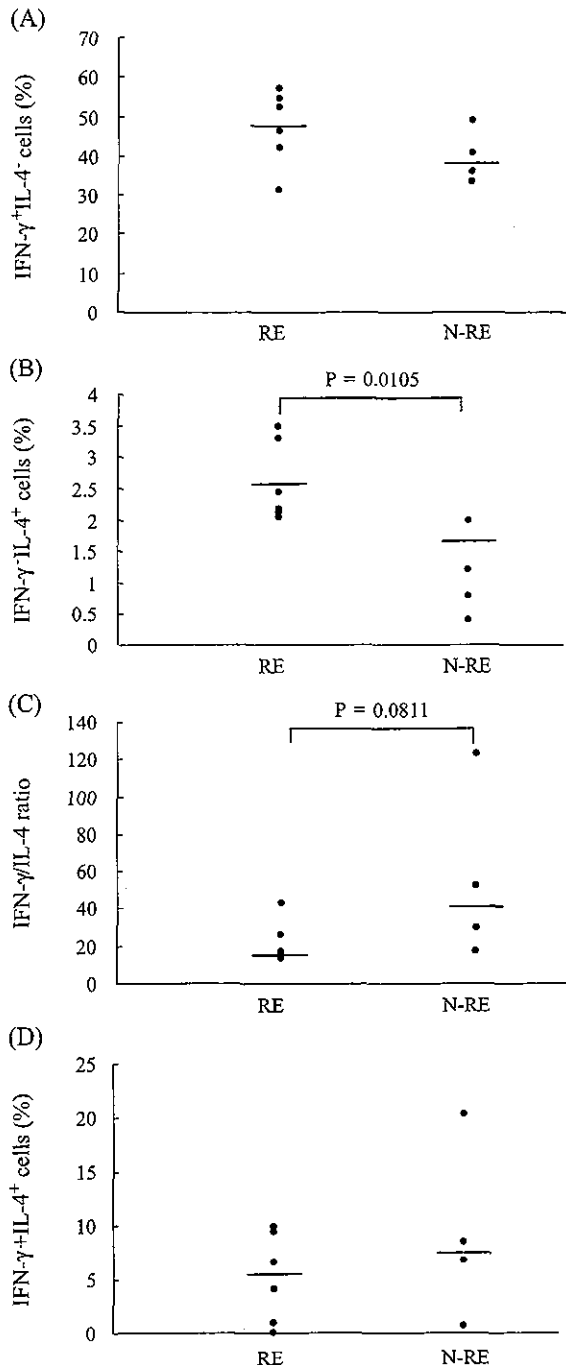 (A)
IFN-γ⁺IL-4⁻ cells (%)
70
60
50
40
30
20
10
0
RE N-RE
(B)
P = 0.0105
IFN-γ⁻IL-4⁺ cells (%)
4
3.5
3
2.5
2
1.5
1
0.5
0
RE N-RE
(C)
P = 0.0811
IFN-γ/IL-4 ratio
140
120
100
80
60
40
20
0
RE N-RE
(D)
IFN-γ+IL-4⁺ cells (%)
25
20
15
10
5
0
RE N-RE